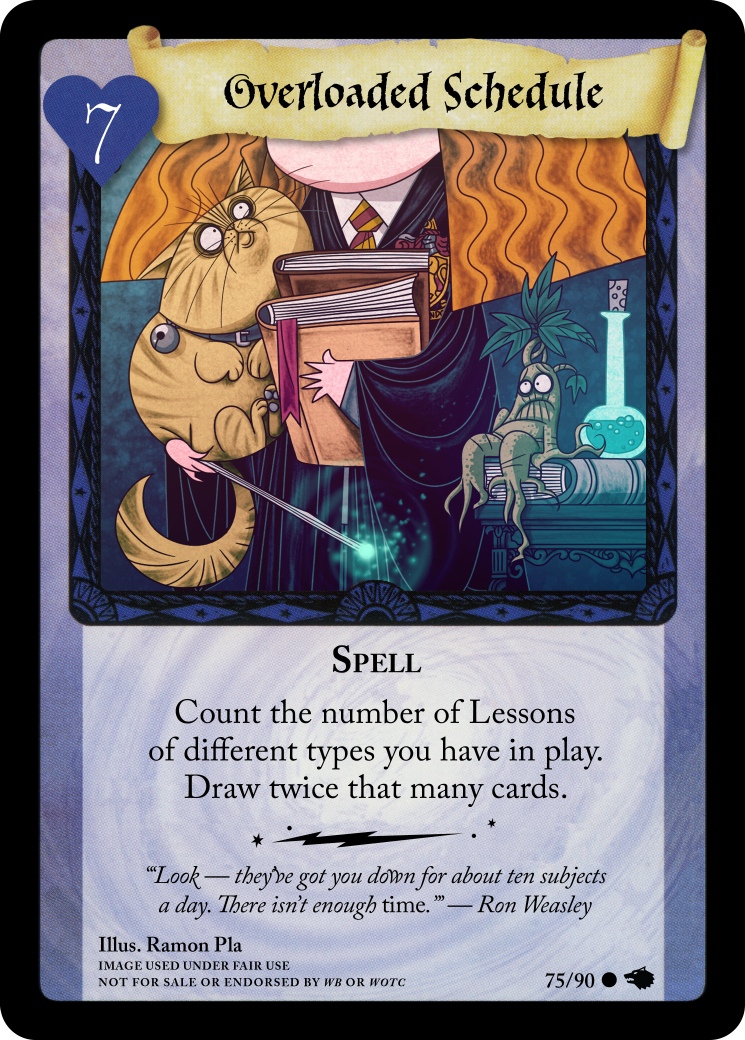 Overloaded Schedule
7
SPELL
Count the number of Lessons
of different types you have in play.
Draw twice that many cards.
“‘Look — they’ve got you down for about ten subjects
a day. There isn’t enough time.’” — Ron Weasley
Illus. Ramon Pla
IMAGE USED UNDER FAIR USE
NOT FOR SALE OR ENDORSED BY WB OR WOTC
75/90